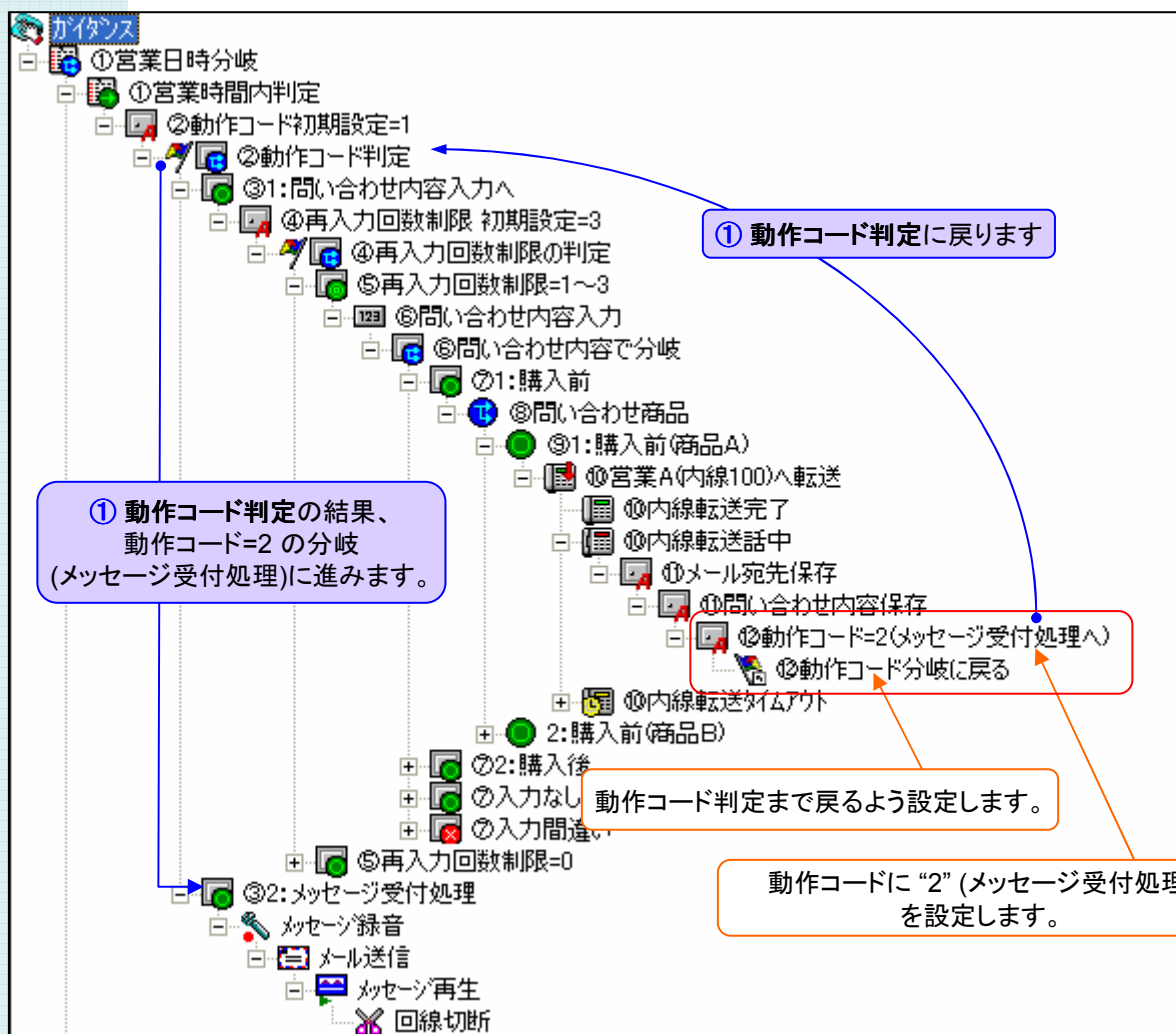 ガイダンス
①営業日時分岐
①営業時間内判定
②動作コード初期設定=1
②動作コード判定
③1:問い合わせ内容入力へ
④再入力回数制限 初期設定=3
① 動作コード判定に戻ります
④再入力回数制限の判定
⑤再入力回数制限=1～3
⑥問い合わせ内容入力
⑥問い合わせ内容で分岐
⑦1:購入前
⑧問い合わせ商品
⑨1:購入前(商品A)
⑩営業A(内線100)へ転送
① 動作コード判定の結果、
動作コード=2 の分岐
(メッセージ受付処理)に進みます。
⑩内線転送完了
⑩内線転送話中
⑪メール宛先保存
⑪問い合わせ内容保存
⑫動作コード=2(メッセージ受付処理へ)
⑫動作コード分岐に戻る
⑩内線転送タイムアウト
2:購入前(商品B)
⑦2:購入後
⑦入力なし
動作コード判定まで戻るよう設定します。
⑦入力間違い
⑤再入力回数制限=0
動作コードに “2” (メッセージ受付処理
を設定します。
③2:メッセージ受付処理
メッセージ録音
メール送信
メッセージ再生
回線切断